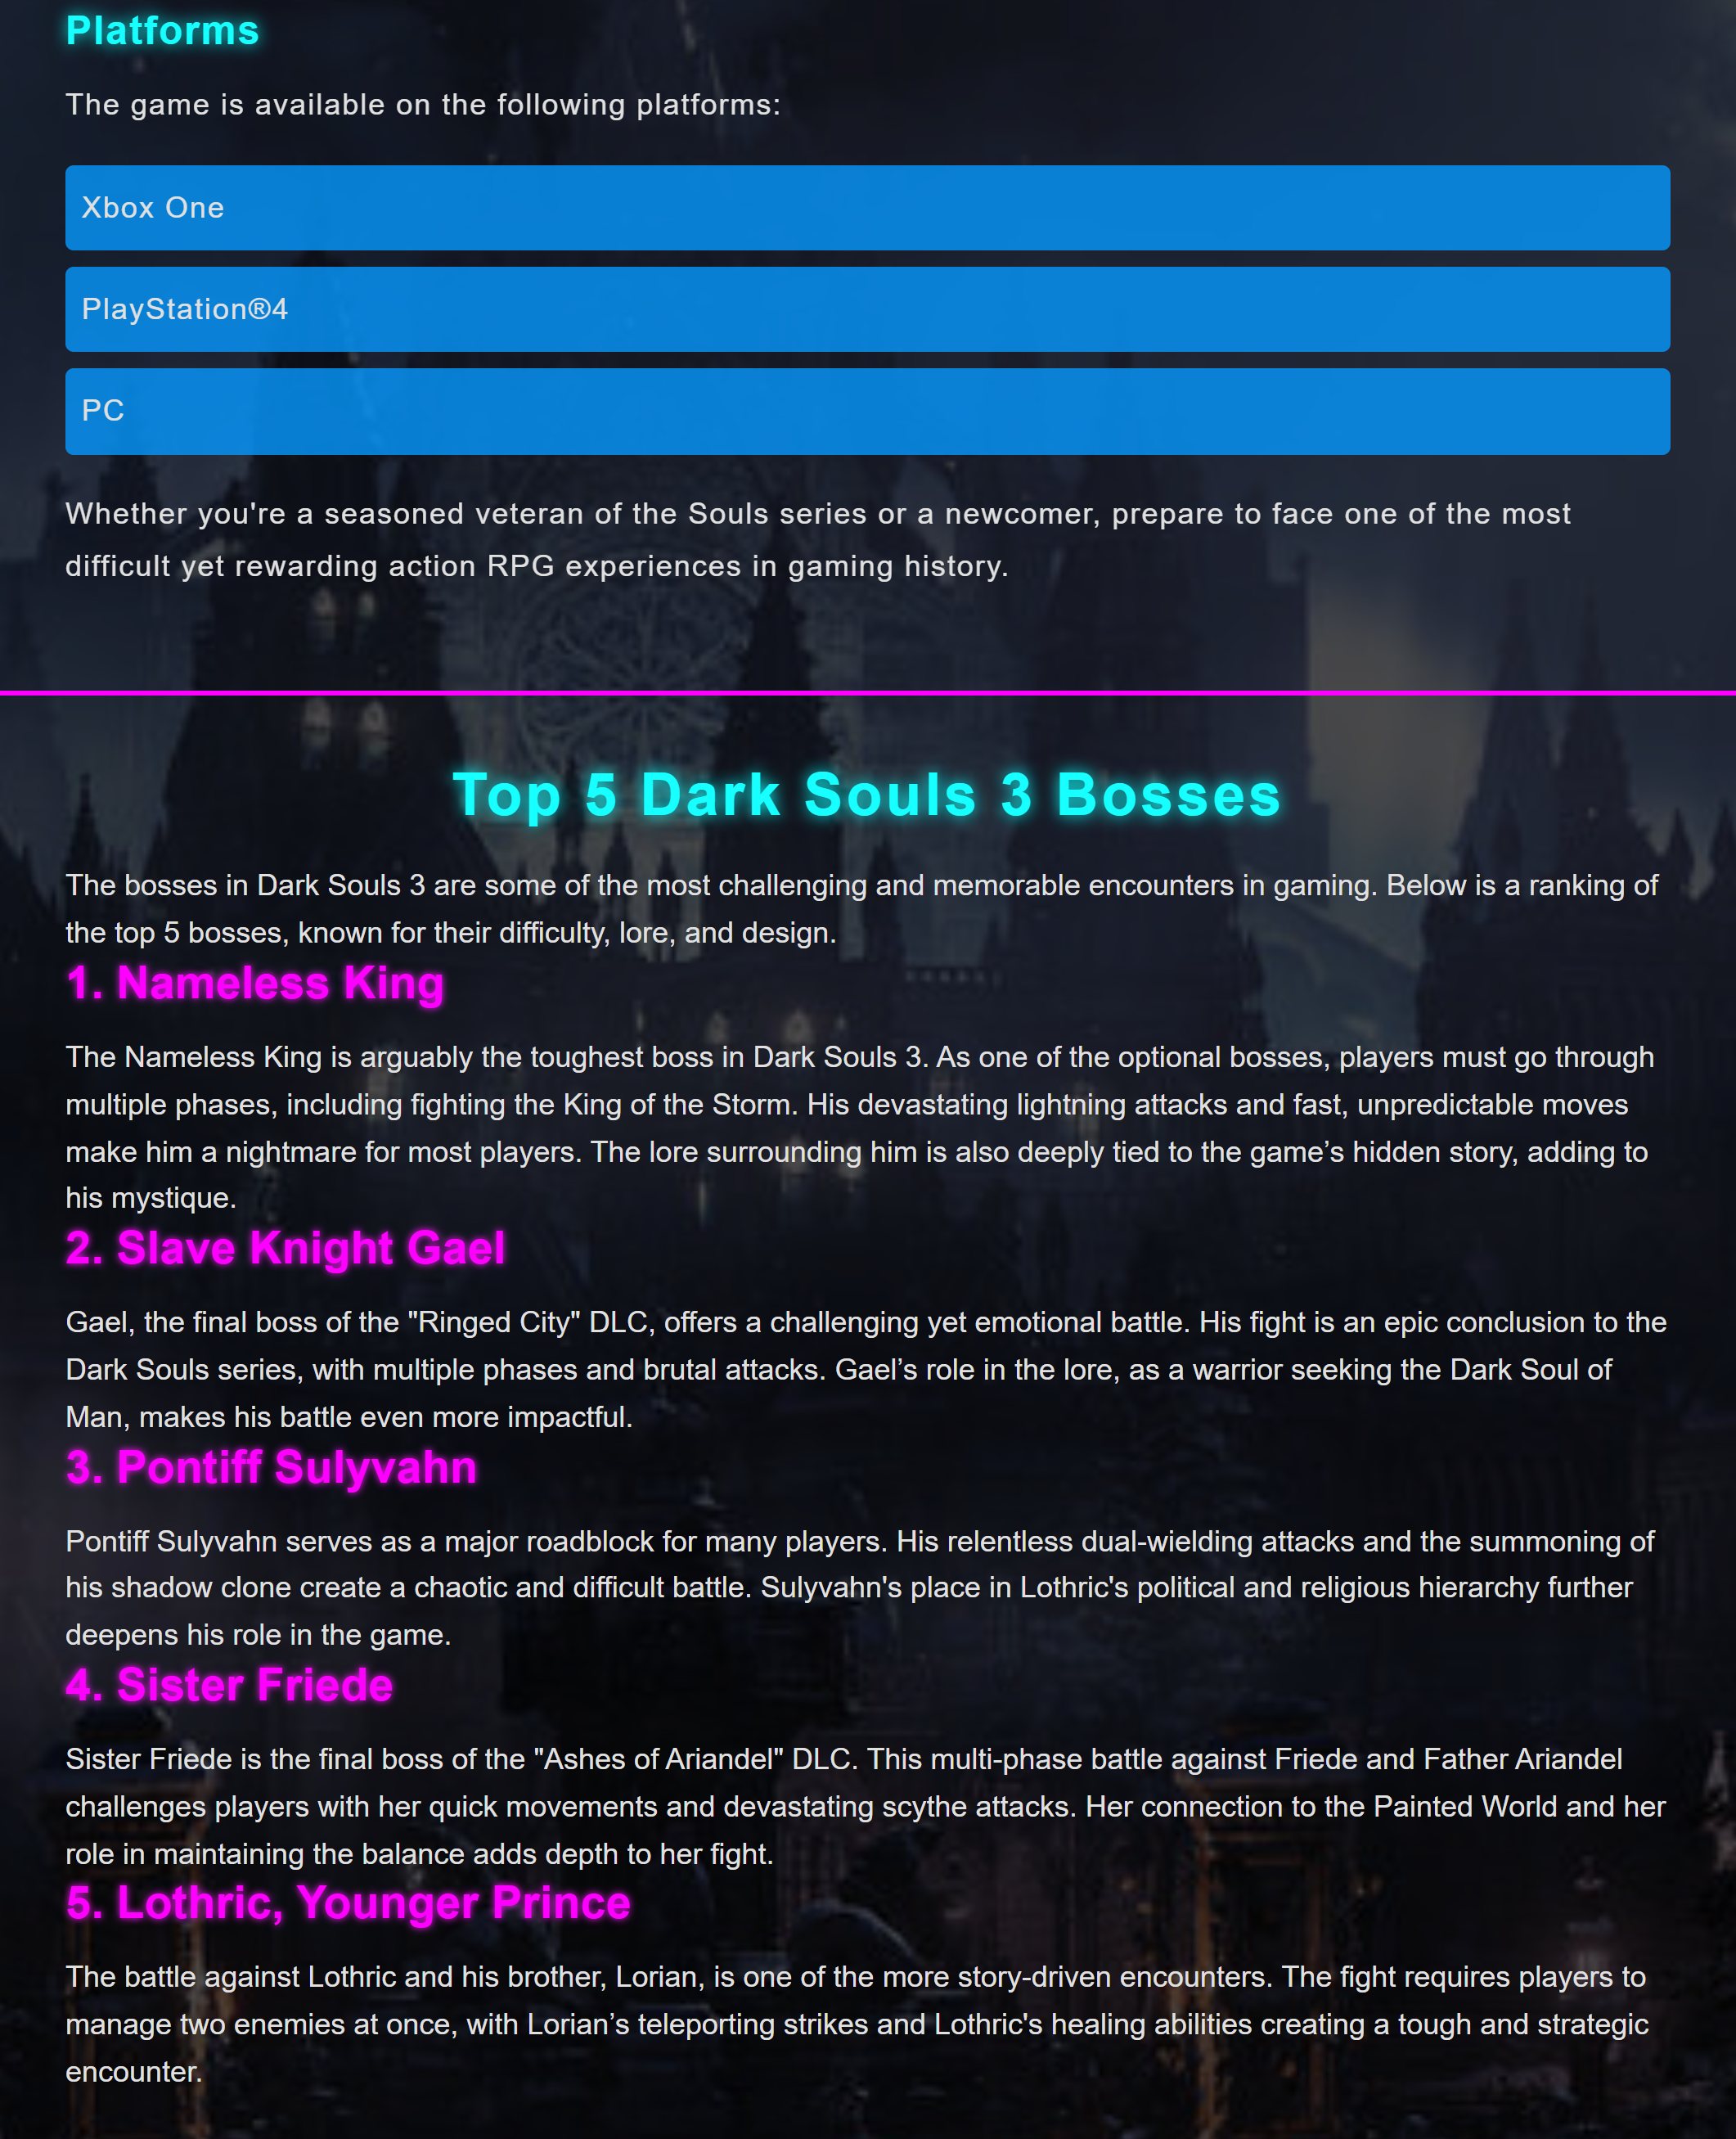 Platforms
The game is available on the following platforms:
Xbox One
PlayStation®4
PC
Whether you're a seasoned veteran of the Souls series or a newcomer, prepare to face one of the most
difficult yet rewarding action RPG experiences in gaming history.
Top 5 Dark Souls 3 Bosses
The bosses in Dark Souls 3 are some of the most challenging and memorable encounters in gaming. Below is a ranking of
the top 5 bosses, known for their difficulty, lore, and design.
1. Nameless King
The Nameless King is arguably the toughest boss in Dark Souls 3. As one of the optional bosses, players must go through
multiple phases, including fighting the King of the Storm. His devastating lightning attacks and fast, unpredictable moves
make him a nightmare for most players. The lore surrounding him is also deeply tied to the game’s hidden story, adding to
his mystique.
2. Slave Knight Gael
Gael, the final boss of the "Ringed City" DLC, offers a challenging yet emotional battle. His fight is an epic conclusion to the
Dark Souls series, with multiple phases and brutal attacks. Gael’s role in the lore, as a warrior seeking the Dark Soul of
Man, makes his battle even more impactful.
3. Pontiff Sulyvahn
Pontiff Sulyvahn serves as a major roadblock for many players. His relentless dual-wielding attacks and the summoning of
his shadow clone create a chaotic and difficult battle. Sulyvahn's place in Lothric's political and religious hierarchy further
deepens his role in the game.
4. Sister Friede
Sister Friede is the final boss of the "Ashes of Ariandel" DLC. This multi-phase battle against Friede and Father Ariandel
challenges players with her quick movements and devastating scythe attacks. Her connection to the Painted World and her
role in maintaining the balance adds depth to her fight.
5. Lothric, Younger Prince
The battle against Lothric and his brother, Lorian, is one of the more story-driven encounters. The fight requires players to
manage two enemies at once, with Lorian’s teleporting strikes and Lothric's healing abilities creating a tough and strategic
encounter.